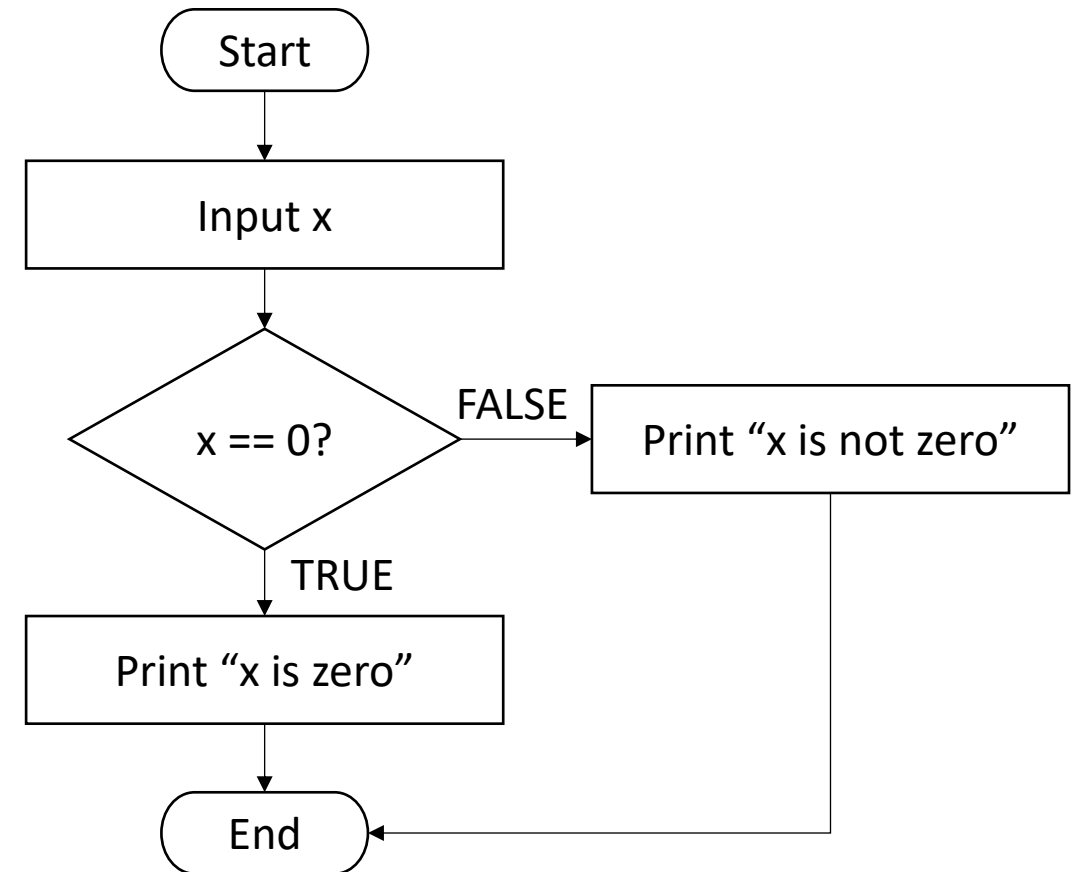 Start
Input x
x == 0?
FALSE
Print “x is not zero”
TRUE
Print “x is zero”
End